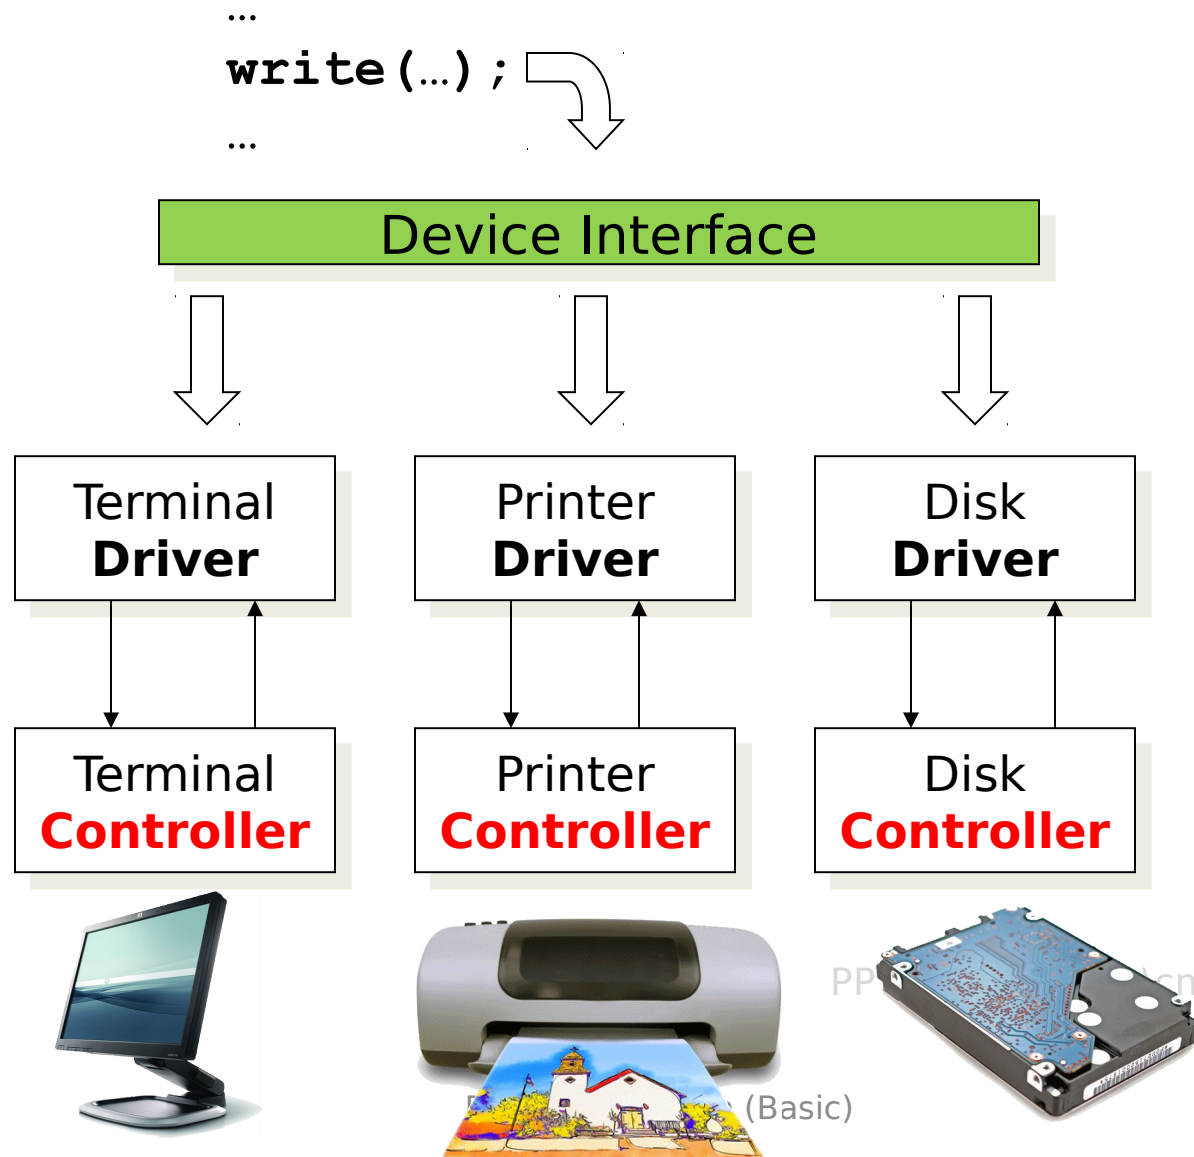 …
write(…);
…
Device Interface
Terminal
Driver
Printer
Driver
Disk
Driver
Terminal
Controller
Printer
Controller
Disk
Controller
(Basic)